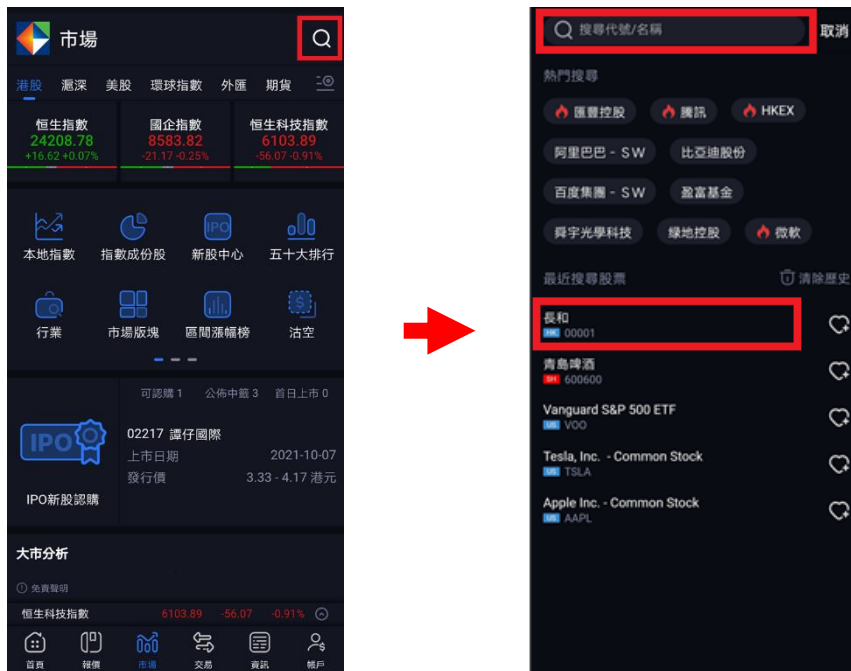 市場
港股 滬深 美股 環球指數 外匯 期貨
恒生指數 國企指數 恒生科技指數
24208.78 8583.82 6103.89
+16.62 +0.07% -21.17 -0.25% -56.07 -0.91%
IPO
本地指數 指數成份股 新股中心 五十大排行
行業 市場版塊 區間漲幅榜 沽空
可認購 1 公佈中籤 3 首日上市 0
IPO
02217 譚仔國際
上市日期 2021-10-07
發行價 3.33 - 4.17 港元
IPO新股認購
大市分析
免責聲明
恒生科技指數 6103.89 -56.07 -0.91%
首頁 報價 市場 交易 資訊 帳戶
搜尋代號/名稱 取消
熱門搜尋
匯豐控股 騰訊 HKEX
阿里巴巴 - SW 比亞迪股份
百度集團 - SW 盈富基金
舜宇光學科技 綠地控股 微軟
最近搜尋股票 清除歷史
長和
HK 00001
青島啤酒
SH 600600
Vanguard S&P 500 ETF
US VOO
Tesla, Inc. - Common Stock
US TSLA
Apple Inc. - Common Stock
US AAPL